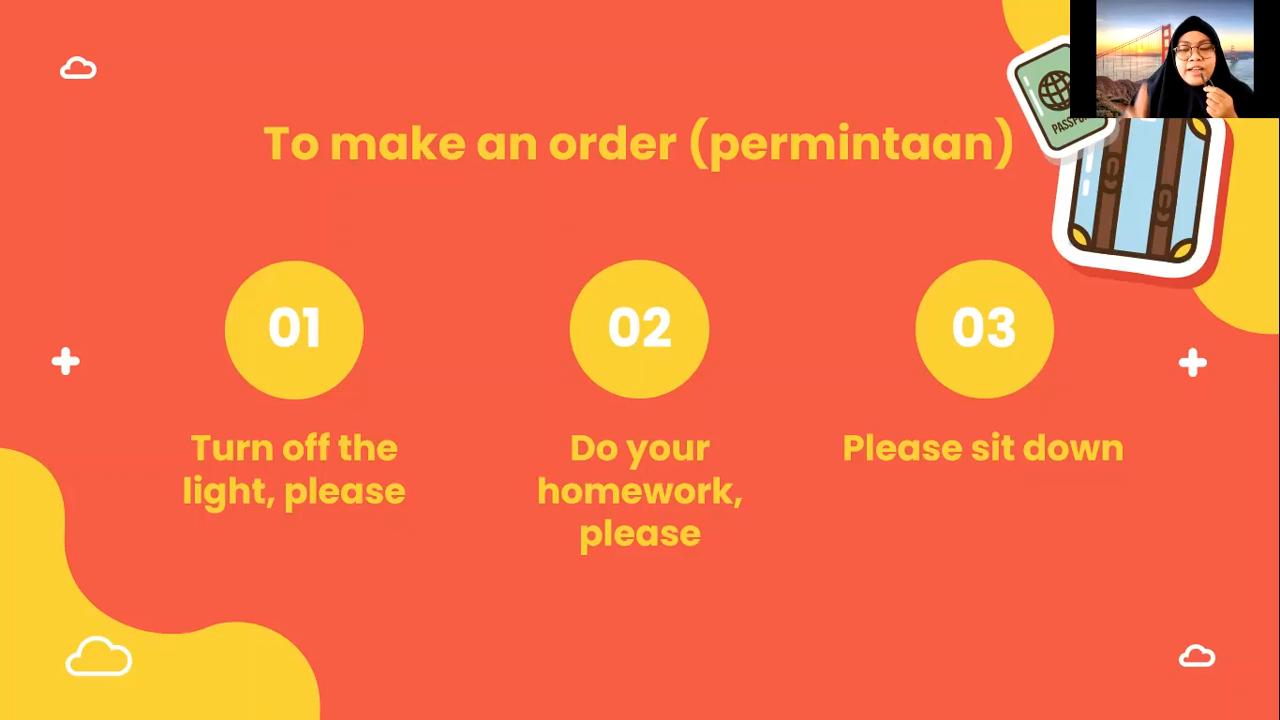 To make an order (permintaan)
01
Turn off the
light, please
02
Do your
homework,
please
03
Please sit down